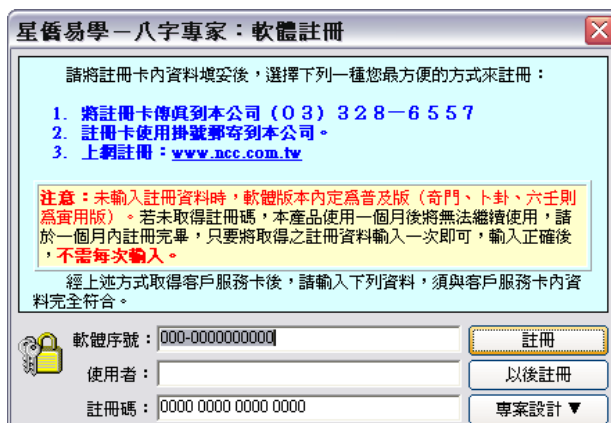 星僑易學－八字專家：軟體註冊
請將註冊卡內資料填妥後，選擇下列一種您最方便的方式來註冊：
1. 將註冊卡傳真到本公司（０３）３２８－６５５７
2. 註冊卡使用掛號郵寄到本公司。
3. 上網註冊：www.ncc.com.tw
注意：未輸入註冊資料時，軟體版本內定為普及版（奇門、卜卦、六壬則
為實用版）。若未取得註冊碼，本產品使用一個月後將無法繼續使用，請
於一個月內註冊完畢，只要將取得之註冊資料輸入一次即可，輸入正確後
，不需每次輸入。
經上述方式取得客戶服務卡後，請輸入下列資料，須與客戶服務卡內資
料完全符合。
軟體序號：000-0000000000 註冊
使用者： 以後註冊
註冊碼：0000 0000 0000 0000 專案設計▼